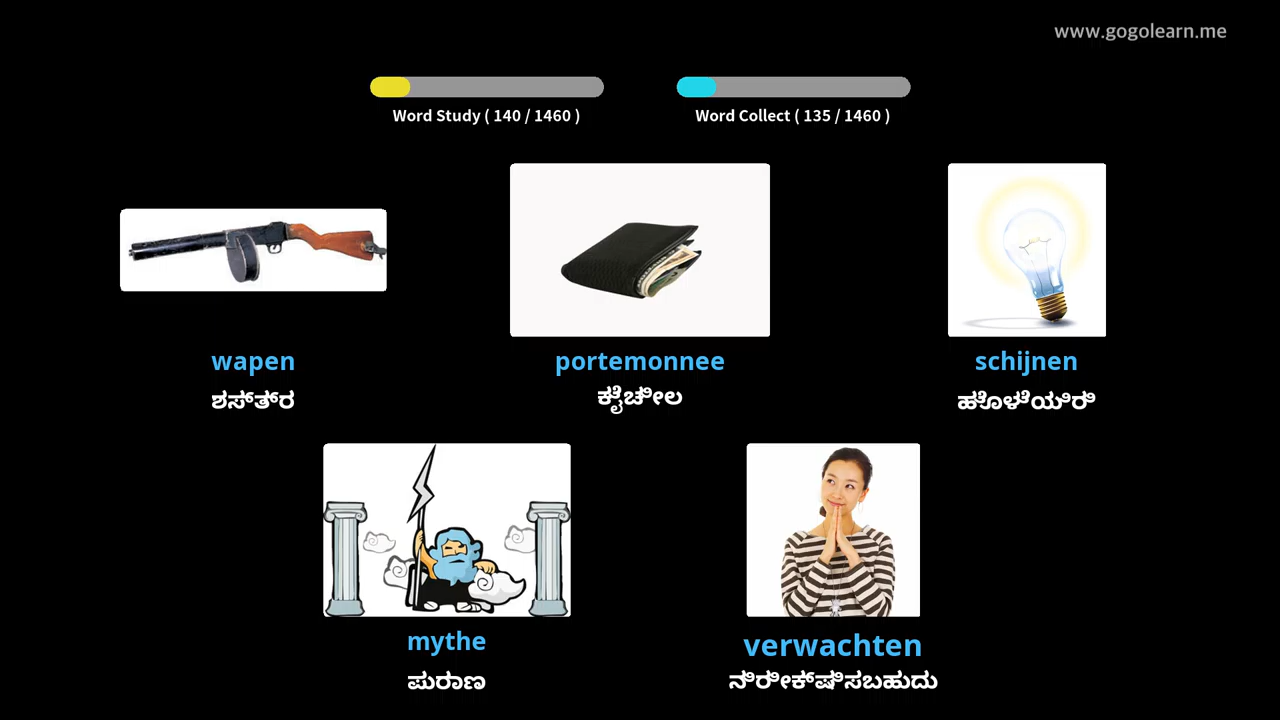 www.gogolearn.me
Word Study ( 140 / 1460 )
Word Collect ( 135 / 1460 )
wapen
portemonnee
schijnen
ಶಸ್ತ್ರ
ಕೈಚೀಲ
ಹೊಳೆಯಿರಿ
mythe
verwachten
ಪುರಾಣ
ನಿರೀಕ್ಷಿಸಬಹುದು